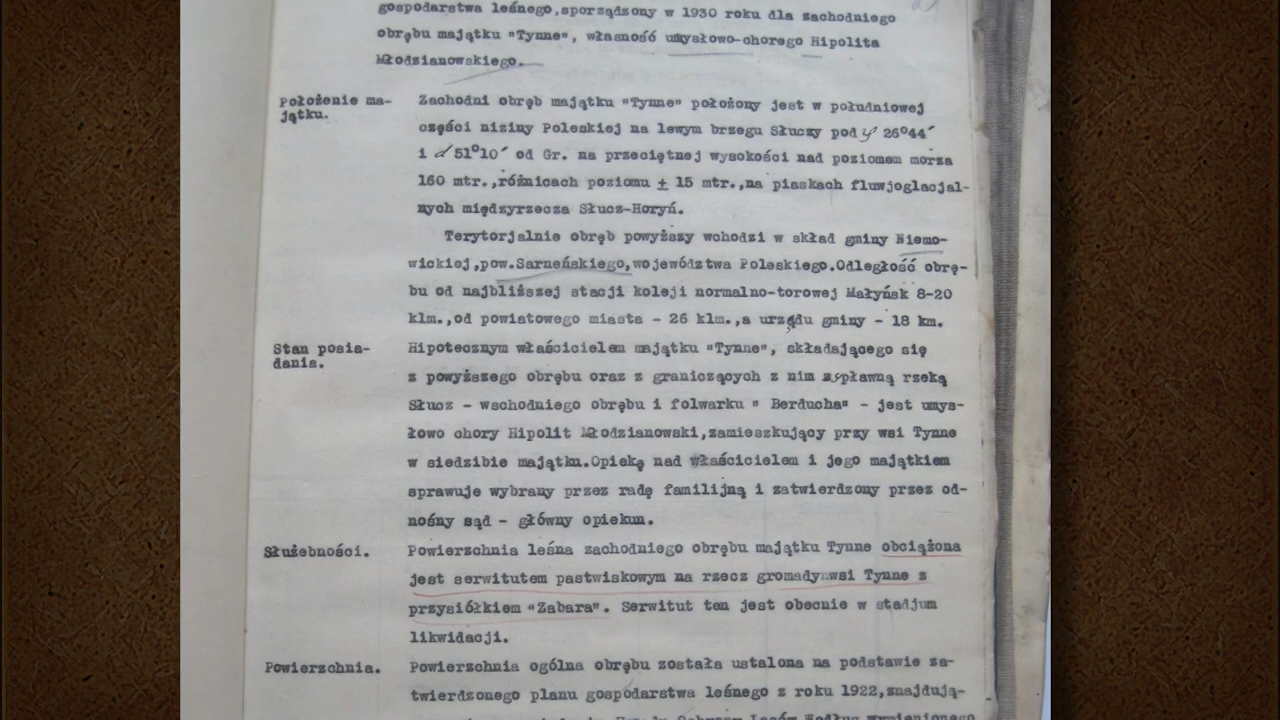 gospodarstwa leśnego,sporządzony w 1930 roku dla zachodniego
obrębu majątku "Tynne", własność umysłowo-chorego Hipolita
Młodzianowskiego.
Położenie ma-
jątku.
Zachodni obręb majątku "Tynne" położony jest w południowej
części niziny Poleskiej na lewym brzegu Słuczy pod φ 26°44´
i 51°10´ od Gr. na przeciętnej wysokości nad poziomem morza
160 mtr.,różnicach poziomu ± 15 mtr.,na piaskach fluwjoglacjal-
nych międzyrzecza Słucz-Horyń.
Terytorjalnie obręb powyższy wchodzi w skład gminy Niemo-
wickiej,pow.Sarneńskiego,województwa Poleskiego.Odległość obrę-
bu od najbliższej stacji koleji normalno-torowej Małyńsk 8-20
klm.,od powiatowego miasta - 26 klm.,a urzędu gminy - 18 km.
Stan posia-
dania.
Hipotecznym właścicielem majątku "Tynne", składającego się
z powyższego obrębu oraz z graniczących z nim spławną rzeką
Słucz - wschodniego obrębu i folwarku " Berducha" - jest umys-
łowo chory Hipolit Młodzianowski,zamieszkujący przy wsi Tynne
w siedzibie majątku.Opiekę nad właścicielem i jego majątkiem
sprawuje wybrany przez radę familijną i zatwierdzony przez od-
nośny sąd - główny opiekun.
Służebności.
Powierzchnia leśna zachodniego obrębu majątku Tynne obciążona
jest serwitutem pastwiskowym na rzecz gromady wsi Tynne z
przysiółkiem "Zabara". Serwitut ten jest obecnie w stadjum
likwidacji.
Powierzchnia.
Powierzchnia ogólna obrębu została ustalona na podstawie za-
twierdzonego planu gospodarstwa leśnego z roku 1922,znajdują-
Lasów Według wymienionego